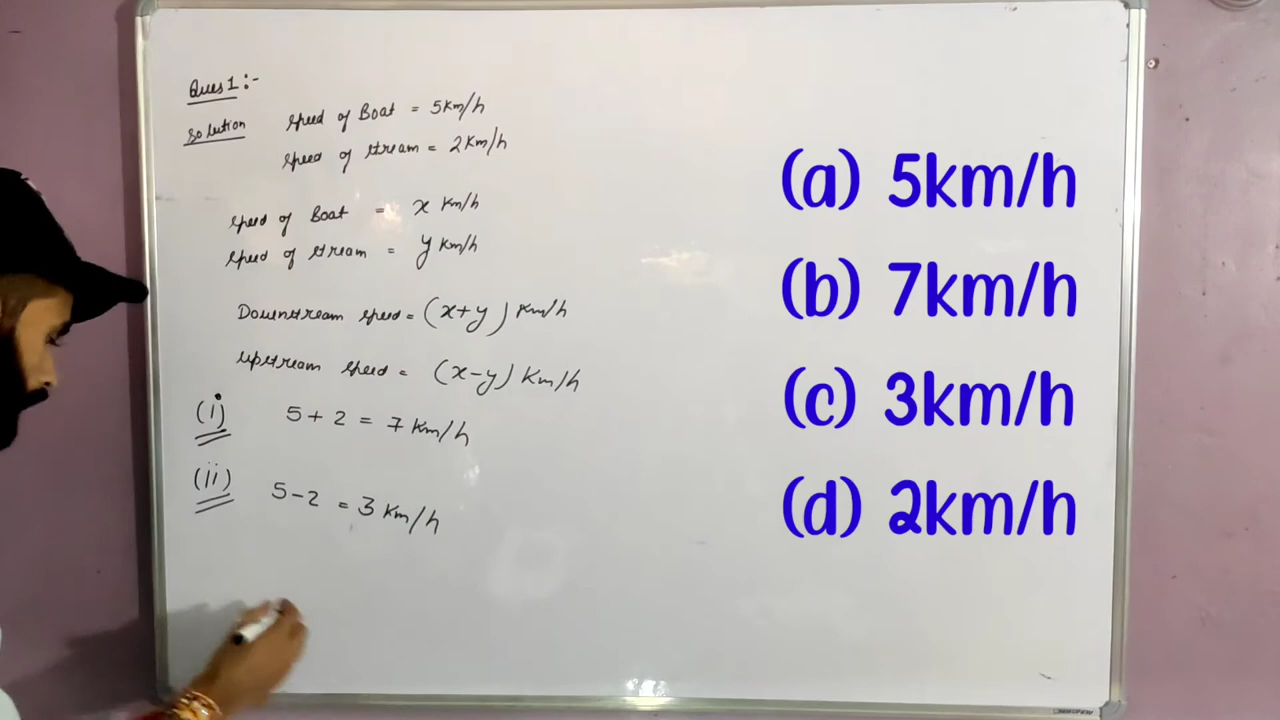 Ques 1:-
Solution Speed of Boat = 5km/h
Speed of stream = 2km/h
Speed of Boat = x km/h
Speed of stream = y km/h
Downstream speed = (x+y) km/h
Upstream speed = (x-y) km/h
(i) 5 + 2 = 7 km/h
(ii) 5 - 2 = 3 km/h
(a) 5km/h
(b) 7km/h
(c) 3km/h
(d) 2km/h